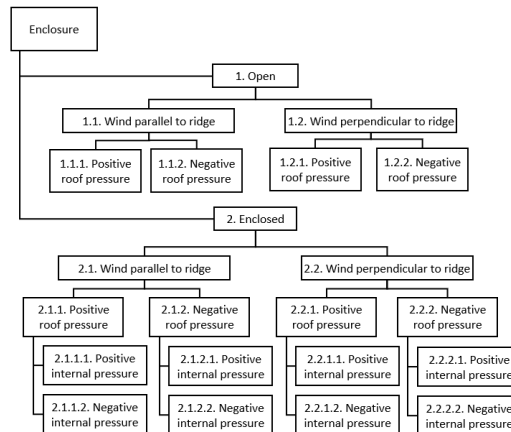 Enclosure
1. Open
1.1. Wind parallel to ridge
1.2. Wind perpendicular to ridge
1.1.1. Positive
roof pressure
1.1.2. Negative
roof pressure
1.2.1. Positive
roof pressure
1.2.2. Negative
roof pressure
2. Enclosed
2.1. Wind parallel to ridge
2.2. Wind perpendicular to ridge
2.1.1. Positive
roof pressure
2.1.2. Negative
roof pressure
2.2.1. Positive
roof pressure
2.2.2. Negative
roof pressure
2.1.1.1. Positive
internal pressure
2.1.2.1. Positive
internal pressure
2.2.1.1. Positive
internal pressure
2.2.2.1. Positive
internal pressure
2.1.1.2. Negative
internal pressure
2.1.2.2. Negative
internal pressure
2.2.1.2. Negative
internal pressure
2.2.2.2. Negative
internal pressure